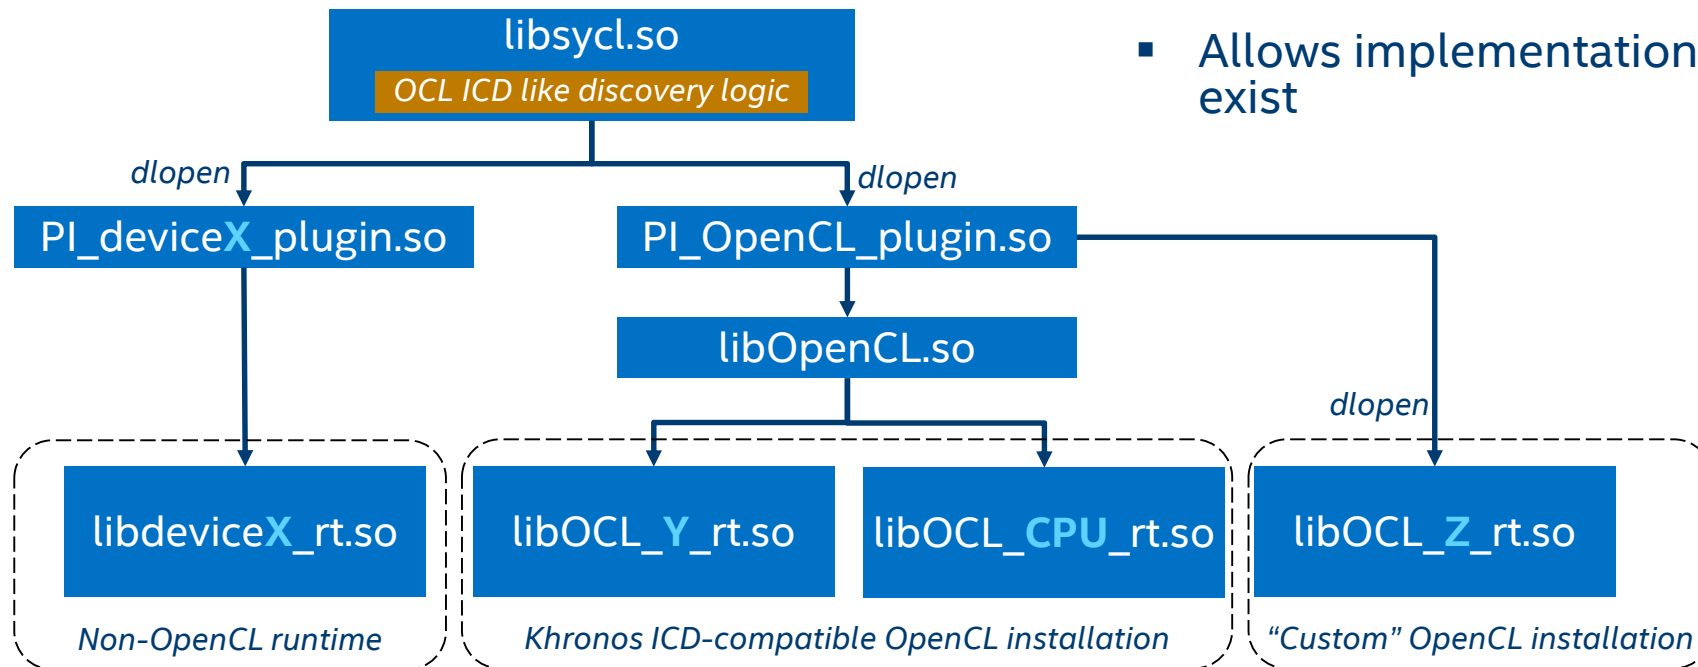 libsycl.so
OCL ICD like discovery logic
▪ Allows implementation
exist
dlopen
dlopen
PI_deviceX_plugin.so
PI_OpenCL_plugin.so
libOpenCL.so
dlopen
libdeviceX_rt.so
libOCL_Y_rt.so
libOCL_CPU_rt.so
libOCL_Z_rt.so
Non-OpenCL runtime
Khronos ICD-compatible OpenCL installation
“Custom” OpenCL installation